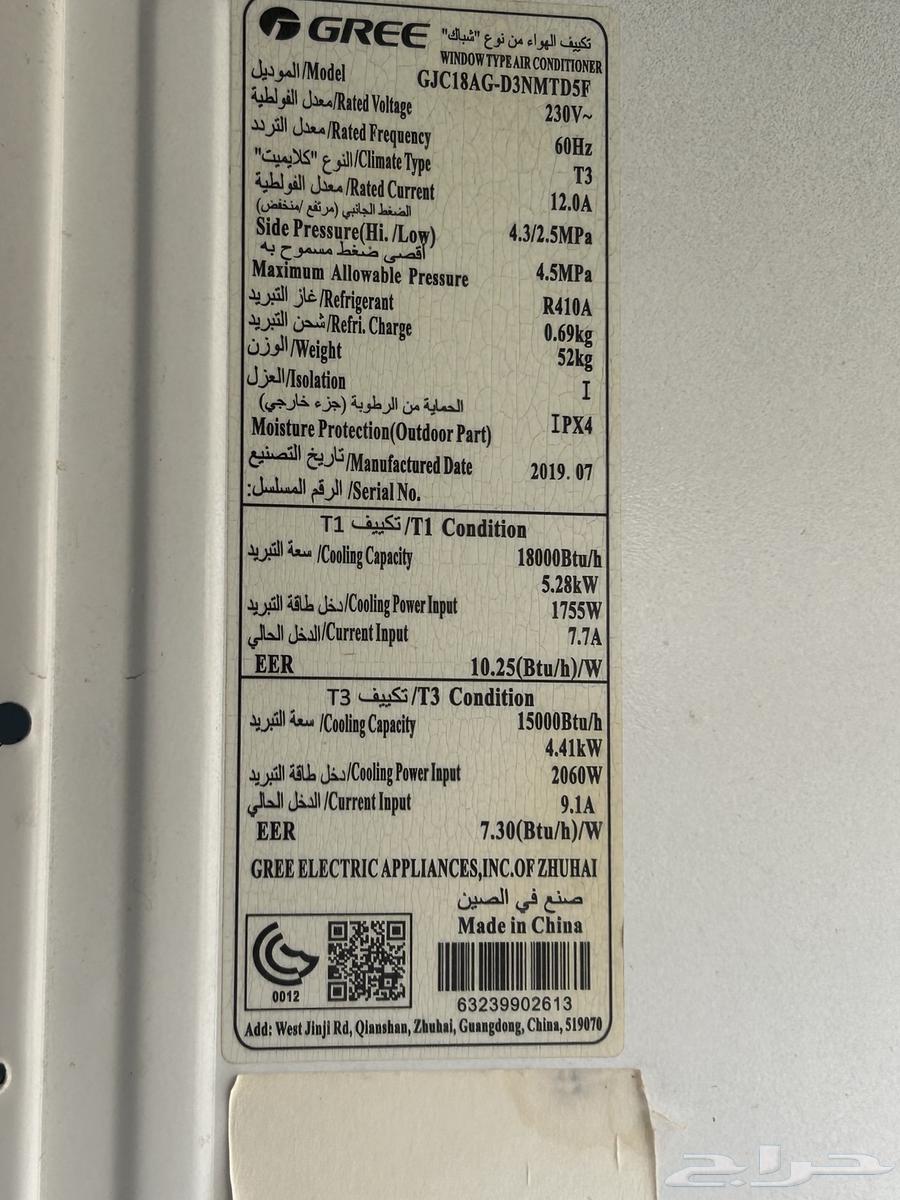 GREE تكييف الهواء من نوع "شباك"
WINDOW TYPE AIR CONDITIONER
الموديل/Model GJC18AG-D3NMTD5F
معدل الفولطية/Rated Voltage 230V~
معدل التردد/Rated Frequency 60Hz
النوع "كلايميت"/Climate Type T3
معدل الفولطية/Rated Current 12.0A
الضغط الجانبي (مرتفع /منخفض)
Side Pressure(Hi. /Low) 4.3/2.5MPa
أقصى ضغط مسموح به
Maximum Allowable Pressure 4.5MPa
غاز التبريد/Refrigerant R410A
شحن التبريد/Refri. Charge 0.69kg
الوزن/Weight 52kg
العزل/Isolation I
الحماية من الرطوبة (جزء خارجي)
Moisture Protection(Outdoor Part) IPX4
تاريخ التصنيع/Manufactured Date 2019. 07
الرقم المسلسل: /Serial No.
تكييف T1 /T1 Condition
سعة التبريد/Cooling Capacity 18000Btu/h
5.28kW
دخل طاقة التبريد/Cooling Power Input 1755W
الدخل الحالي/Current Input 7.7A
EER 10.25(Btu/h)/W
تكييف T3 /T3 Condition
سعة التبريد/Cooling Capacity 15000Btu/h
4.41kW
دخل طاقة التبريد/Cooling Power Input 2060W
الدخل الحالي/Current Input 9.1A
EER 7.30(Btu/h)/W
GREE ELECTRIC APPLIANCES,INC.OF ZHUHAI
صنع في الصين
Made in China
0012
63239902613
Add: West Jinji Rd, Qianshan, Zhuhai, Guangdong, China, 519070
حراج